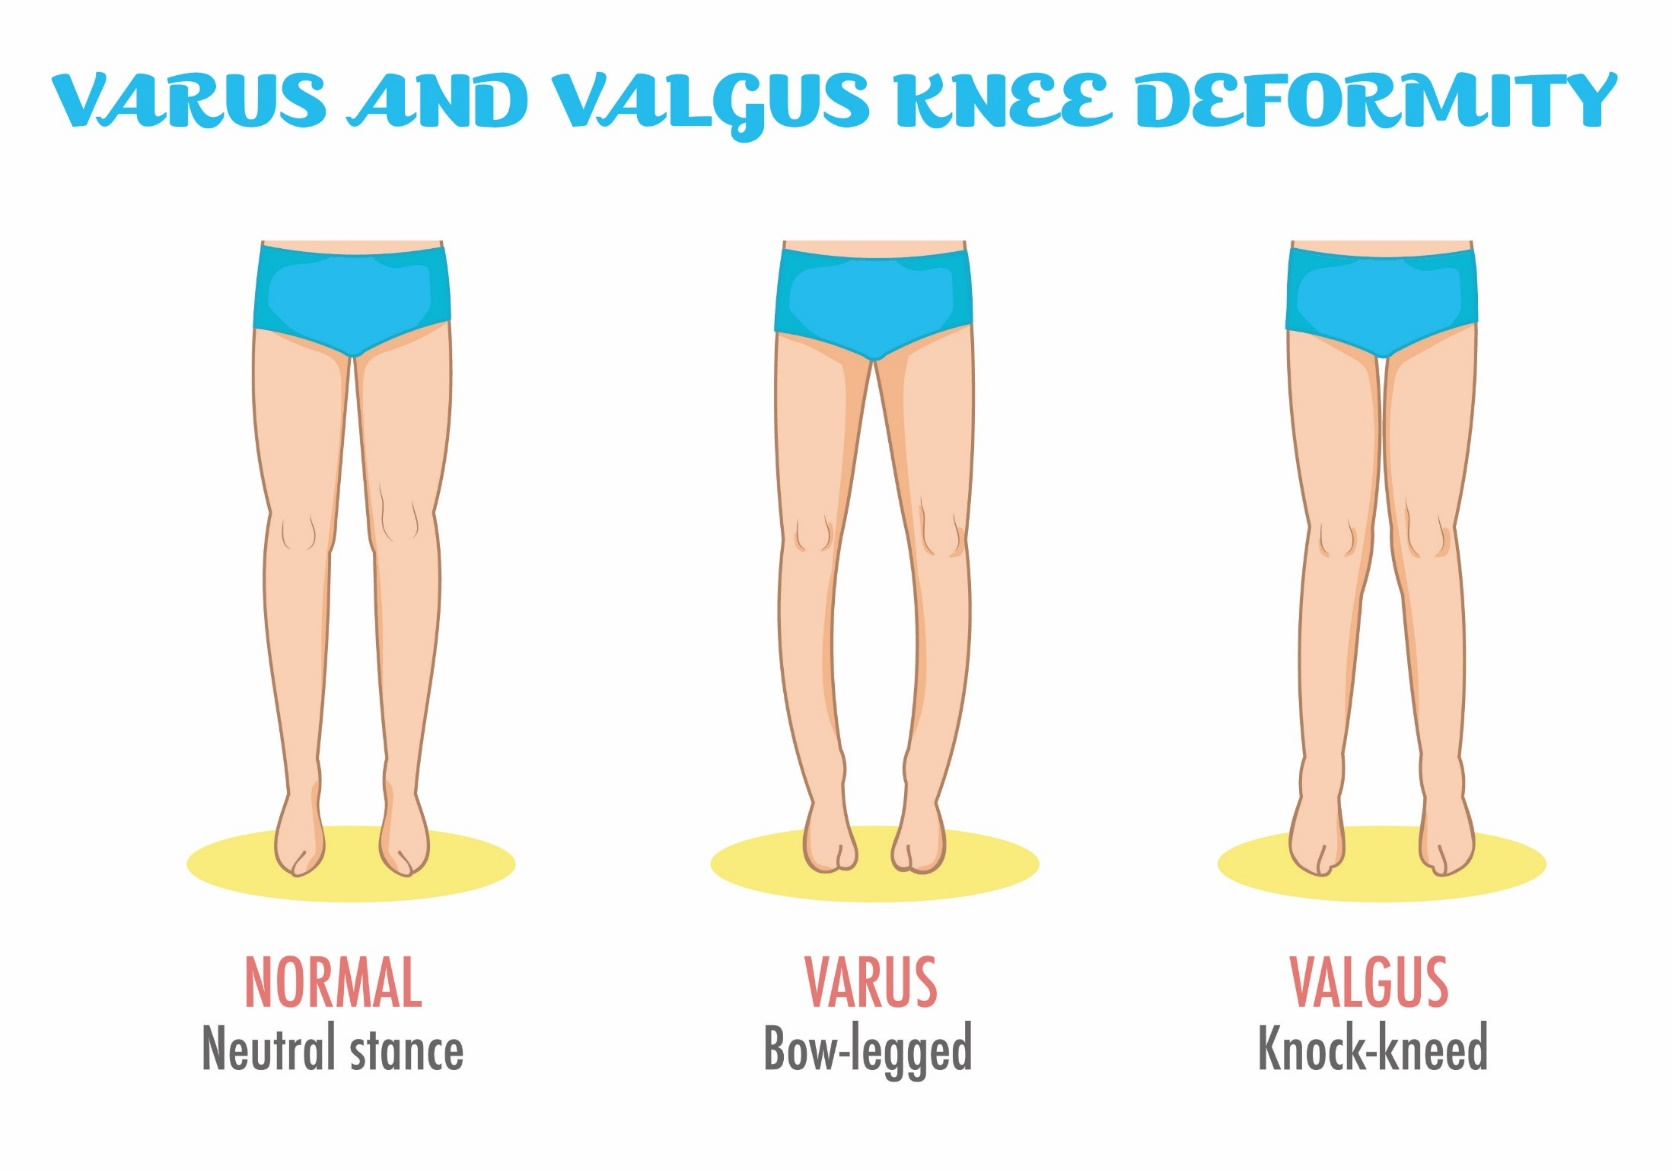 VARUS AND VALGUS KNEE DEFORMITY
NORMAL
Neutral stance
VARUS
Bow-legged
VALGUS
Knock-kneed